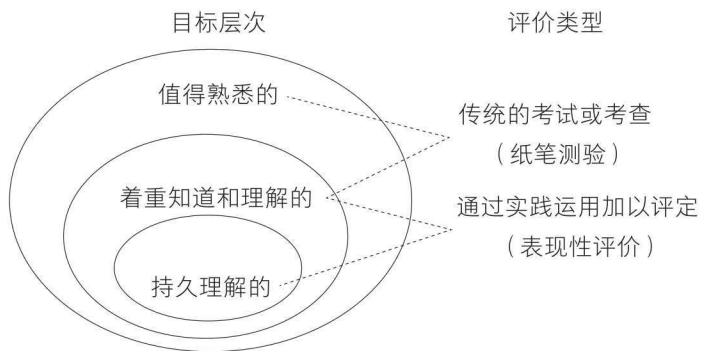 目标层次
评价类型
值得熟悉的
传统的考试或考查
（纸笔测验）
着重知道和理解的
通过实践运用加以评定
（表现性评价）
持久理解的